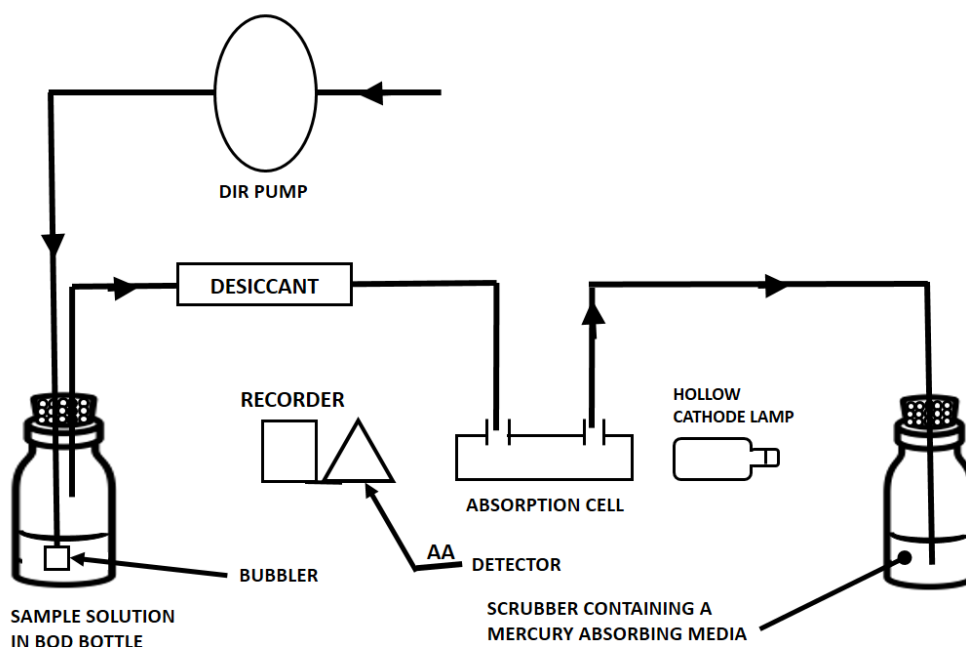 DIR PUMP
DESICCANT
RECORDER
HOLLOW
CATHODE LAMP
ABSORPTION CELL
AA
DETECTOR
BUBBLER
SAMPLE SOLUTION
IN BOD BOTTLE
SCRUBBER CONTAINING A
MERCURY ABSORBING MEDIA